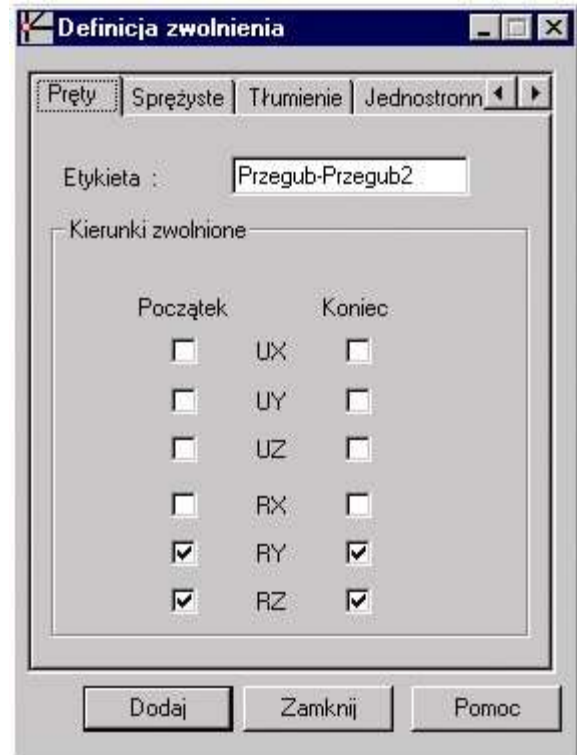 Definicja zwolnienia
Pręty Sprężyste Tłumienie Jednostronn
Etykieta : Przegub-Przegub2
Kierunki zwolnione
Początek Koniec
UX
UY
UZ
RX
RY
RZ
Dodaj Zamknij Pomoc